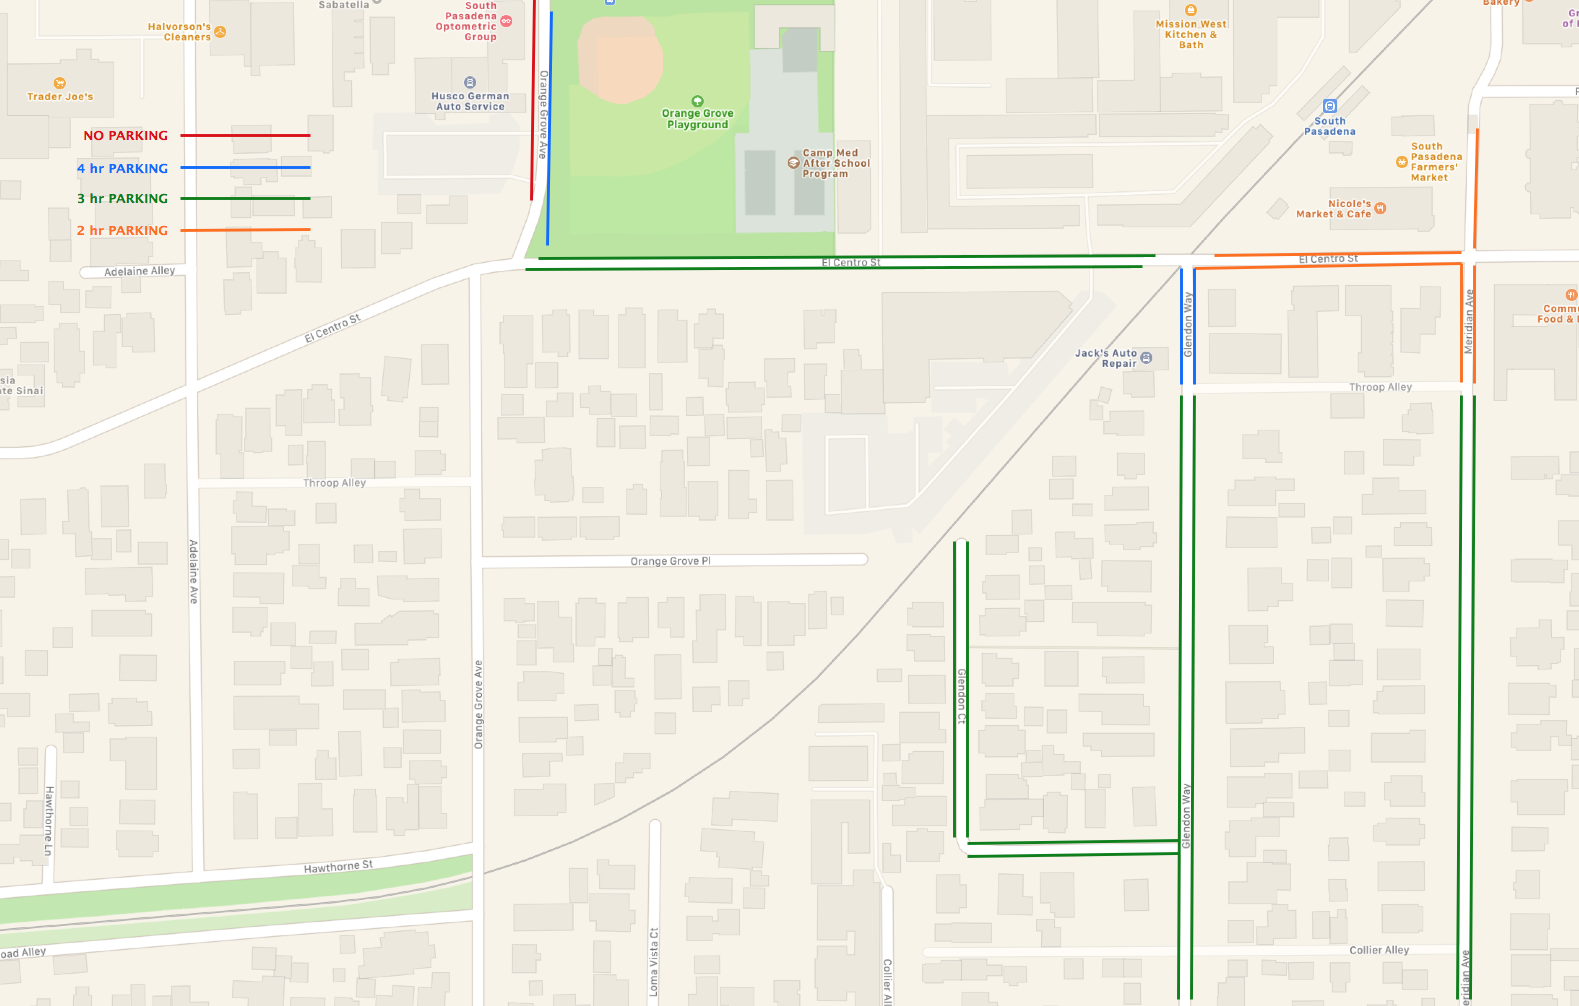 Sabatella
Halvorson's
Cleaners
South
Pasadena
Optometric
Group
Mission West
Kitchen &
Bath
Bakery
Trader Joe's
Husco German
Auto Service
Orange Grove Ave
Orange Grove
Playground
Camp Med
After School
Program
South
Pasadena
South
Pasadena
Farmers'
Market
Nicole's
Market & Cafe
NO PARKING
4 hr PARKING
3 hr PARKING
2 hr PARKING
Adelaine Alley
El Centro St
El Centro St
El Centro St
Glendon Way
Meridian Ave
Food &
Jack's Auto
Repair
Throop Alley
Throop Alley
Adelaine Ave
Orange Grove Pl
Orange Grove Ave
Glendon Ct
Glendon Way
Hawthorne Ln
Hawthorne St
Loma Vista Ct
Collier
Collier Alley
Alley
Ave